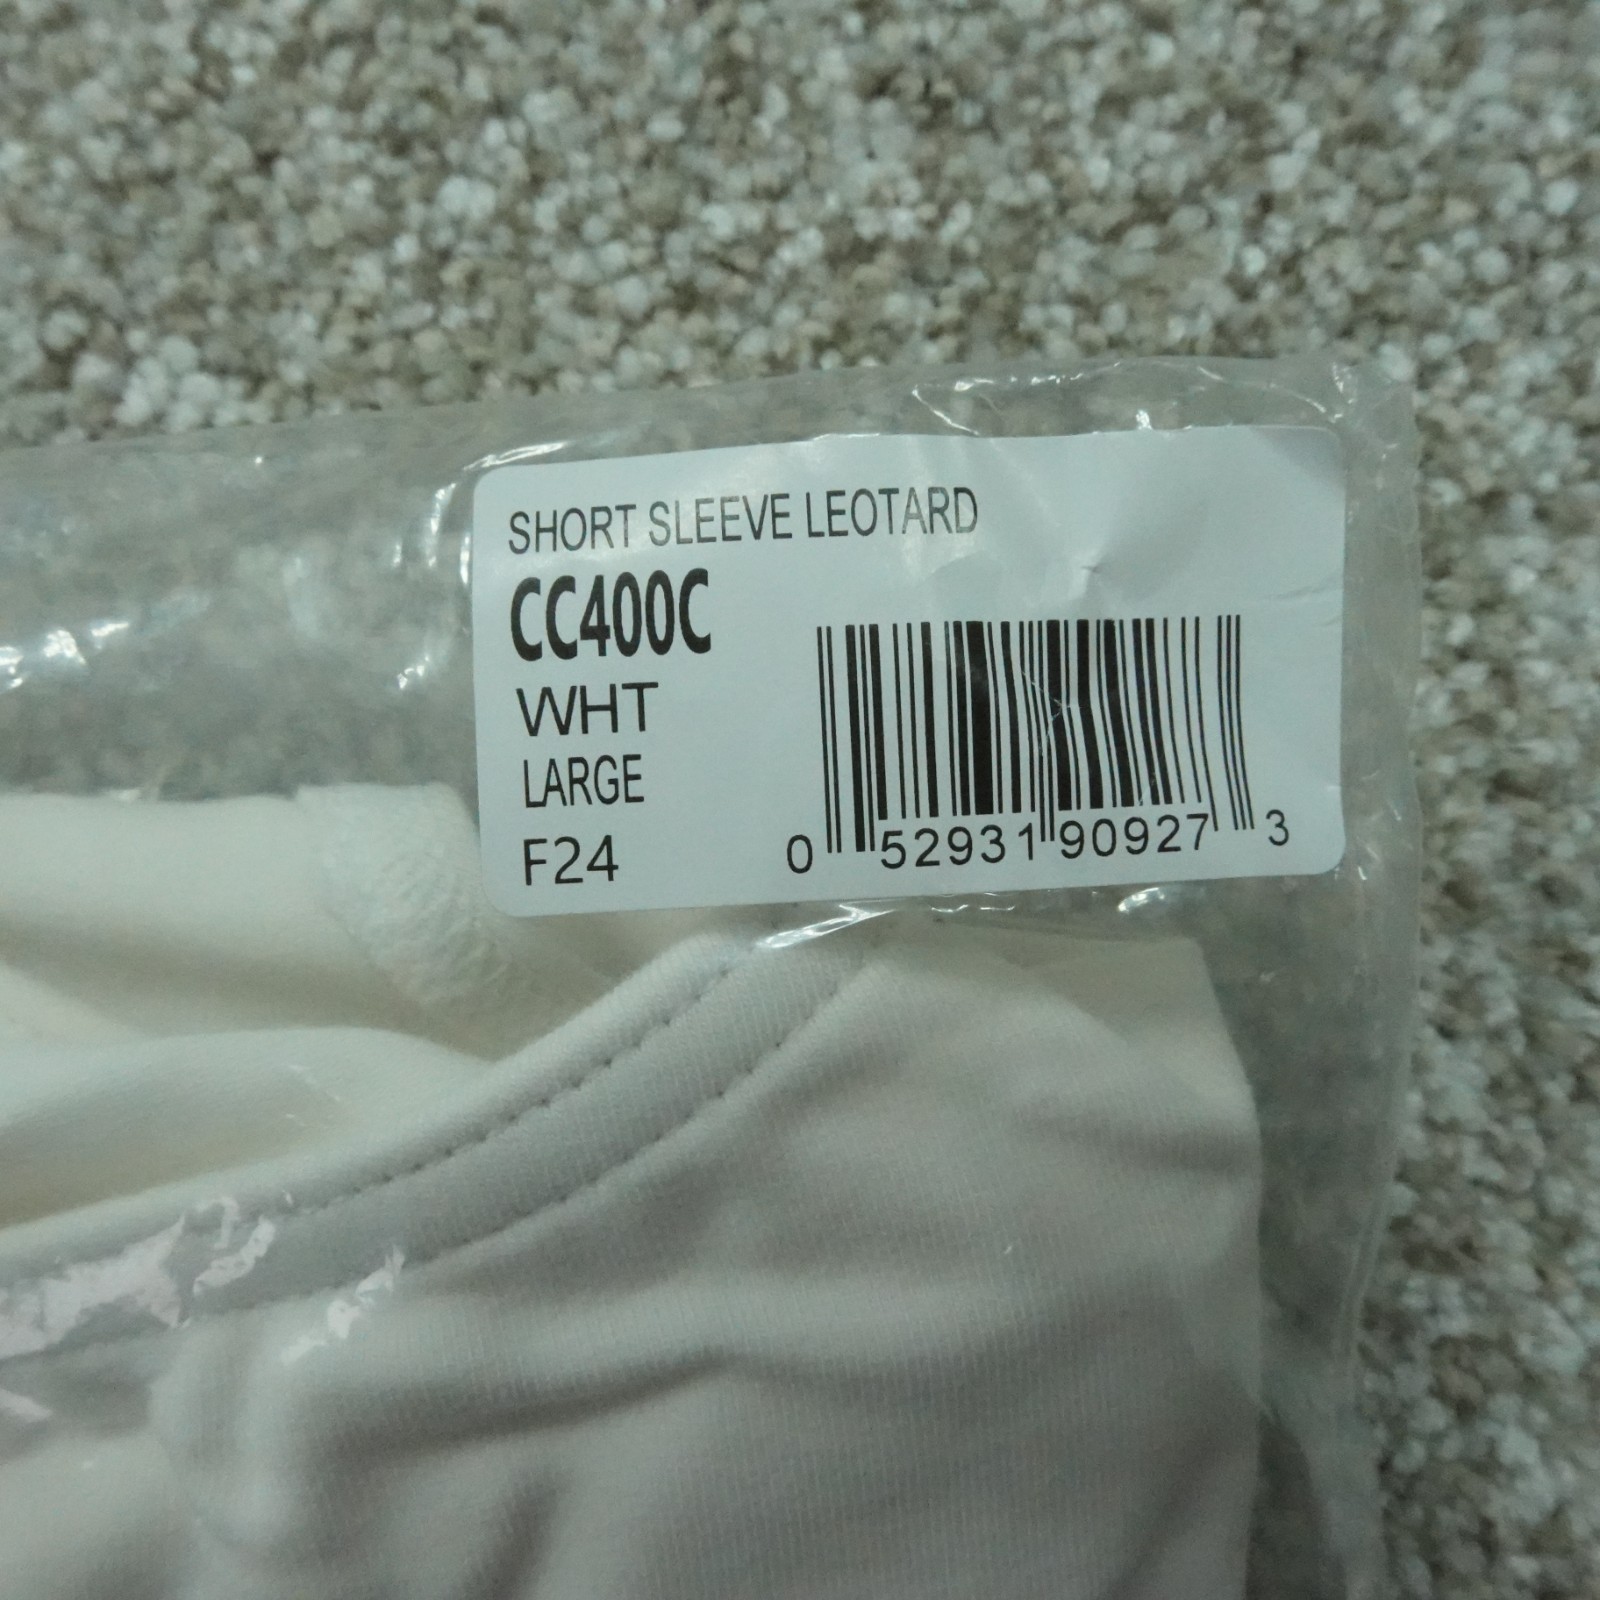 SHORT SLEEVE LEOTARD
CC400C
WHT
LARGE
F24
0 52931 90927 3